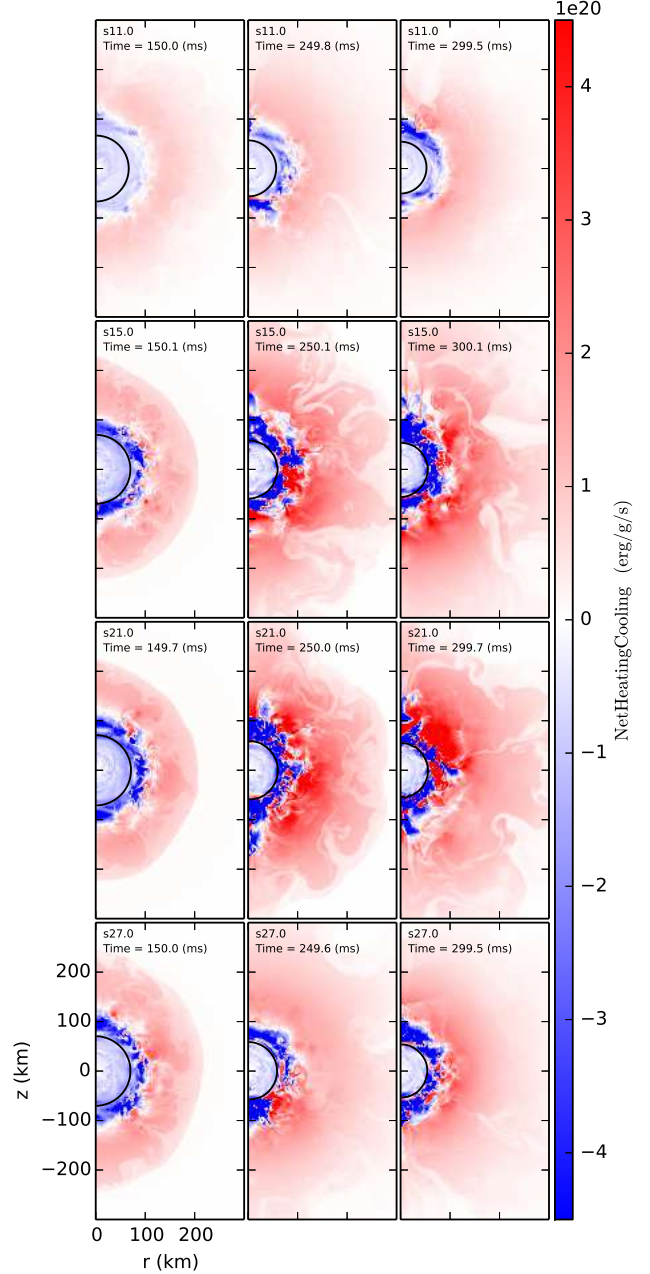 1e20
s11.0
Time = 150.0 (ms)
s11.0
Time = 249.8 (ms)
s11.0
Time = 299.5 (ms)
s15.0
Time = 150.1 (ms)
s15.0
Time = 250.1 (ms)
s15.0
Time = 300.1 (ms)
s21.0
Time = 149.7 (ms)
s21.0
Time = 250.0 (ms)
s21.0
Time = 299.7 (ms)
s27.0
Time = 150.0 (ms)
s27.0
Time = 249.6 (ms)
s27.0
Time = 299.5 (ms)
200
100
0
−100
−200
z (km)
0 100 200
r (km)
4
3
2
1
0
−1
−2
−3
−4
NetHeatingCooling (erg/g/s)